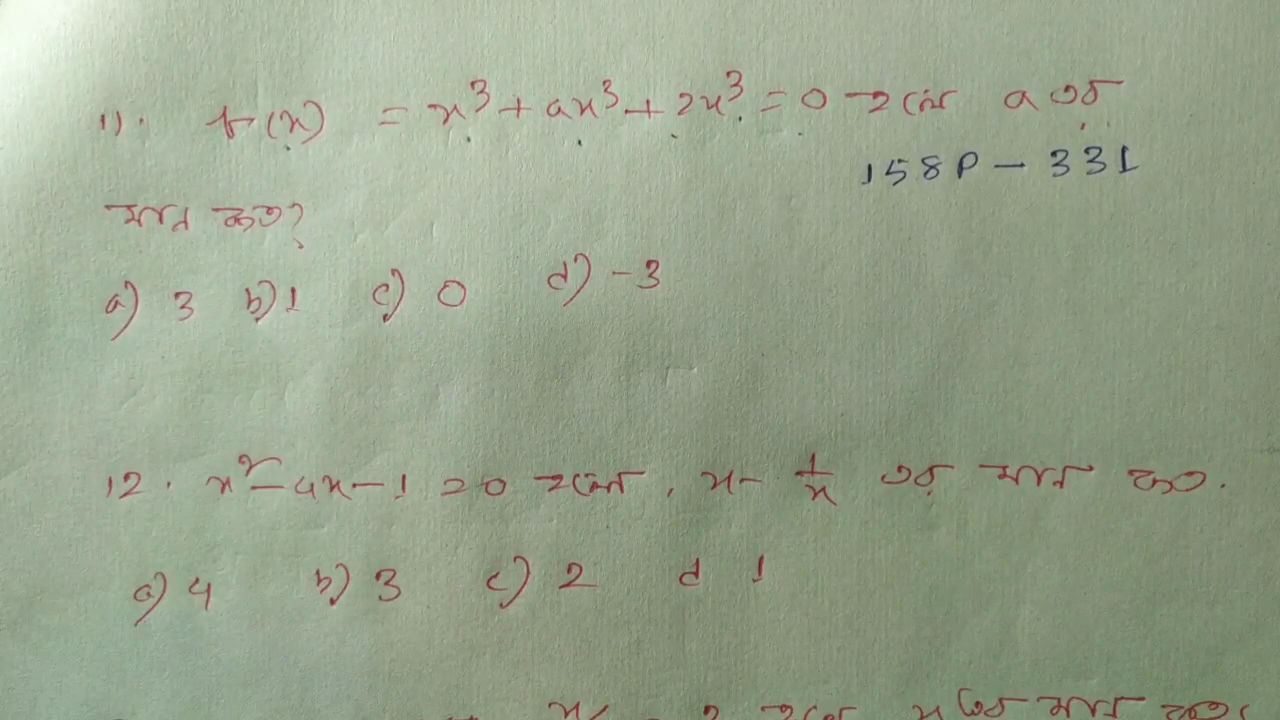 11. f(x) = x³ + ax³ + 2x³ = 0 হলে a এর
158P - 331
মান কত?
a) 3 b) 1 c) 0 d) -3
12. x² - 4x - 1 = 0 হলে, x - 1/x এর মান কত.
a) 4 b) 3 c) 2 d 1
হলে x এর মান কত